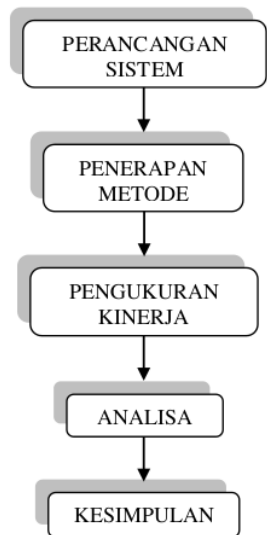 PERANCANGAN
SISTEM
PENERAPAN
METODE
PENGUKURAN
KINERJA
ANALISA
KESIMPULAN